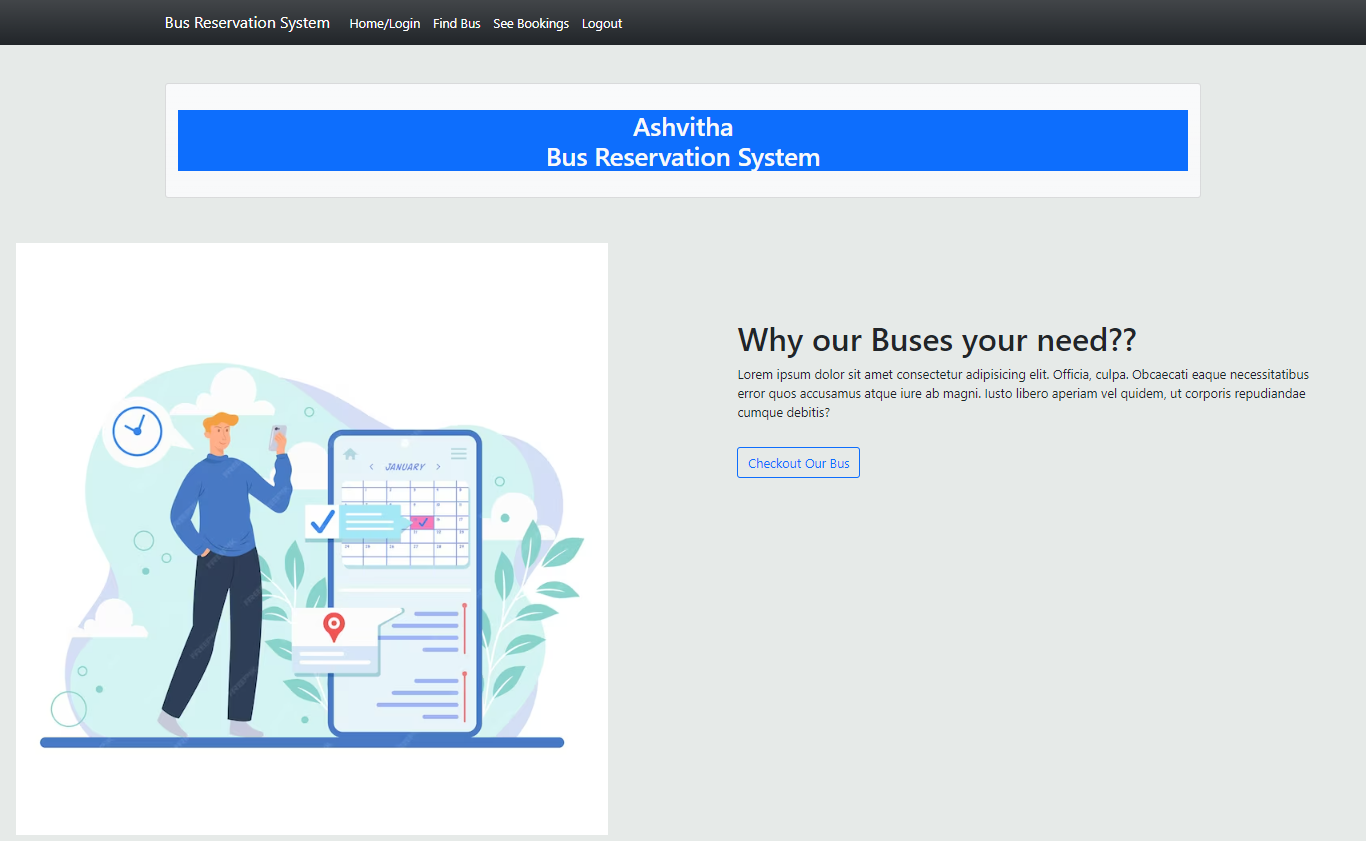 Bus Reservation System Home/Login Find Bus See Bookings Logout
Ashvitha
Bus Reservation System
Why our Buses your need??
Lorem ipsum dolor sit amet consectetur adipisicing elit. Officia, culpa. Obcaecati eaque necessitatibus
error quos accusamus atque iure ab magni. Iusto libero aperiam vel quidem, ut corporis repudiandae
cumque debitis?
Checkout Our Bus
< JANUARY >